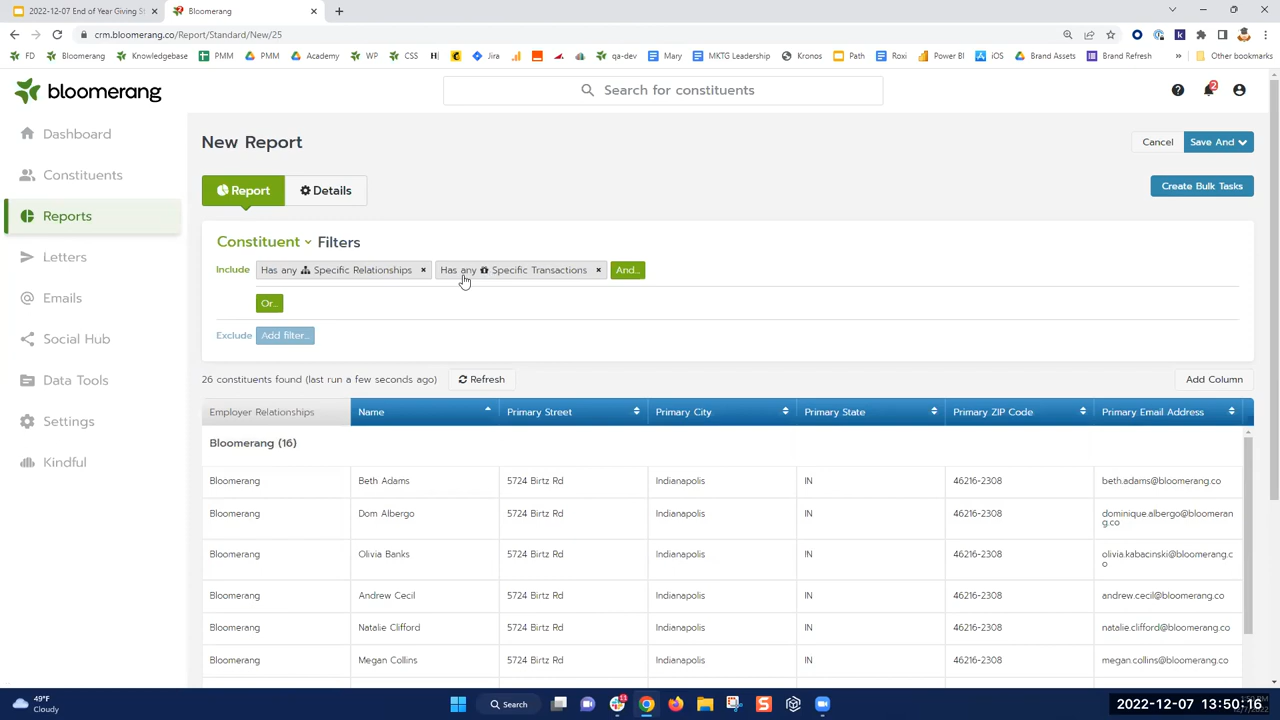 2022-12-07 End of Year Giving St
Bloomerang
crm.bloomerang.co/Report/Standard/New/25
FD
Bloomerang
Knowledgebase
PMM
PMM
Academy
WP
CSS
Jira
qa-dev
Mary
MKTG Leadership
Kronos
Path
Roxi
Power BI
iOS
Brand Assets
Brand Refresh
»
Other bookmarks
bloomerang
Search for constituents
2
Dashboard
Constituents
Reports
Letters
Emails
Social Hub
Data Tools
Settings
Kindful
New Report
Cancel
Save And
Report
Details
Create Bulk Tasks
Constituent Filters
Include Has any Specific Relationships × Has any Specific Transactions × And...
Or...
Exclude Add filter...
26 constituents found (last run a few seconds ago) Refresh
Add Column
Employer Relationships Name Primary Street Primary City Primary State Primary ZIP Code Primary Email Address
Bloomerang (16)
Bloomerang Beth Adams 5724 Birtz Rd Indianapolis IN 46216-2308 beth.adams@bloomerang.co
Bloomerang Dom Albergo 5724 Birtz Rd Indianapolis IN 46216-2308 dominique.albergo@bloomeran
g.co
Bloomerang Olivia Banks 5724 Birtz Rd Indianapolis IN 46216-2308 olivia.kabacinski@bloomerang.c
o
Bloomerang Andrew Cecil 5724 Birtz Rd Indianapolis IN 46216-2308 andrew.cecil@bloomerang.co
Bloomerang Natalie Clifford 5724 Birtz Rd Indianapolis IN 46216-2308 natalie.clifford@bloomerang.co
Bloomerang Megan Collins 5724 Birtz Rd Indianapolis IN 46216-2308 megan.collins@bloomerang.co
49°F
Cloudy
Search
11
2022-12-07 13:50:16